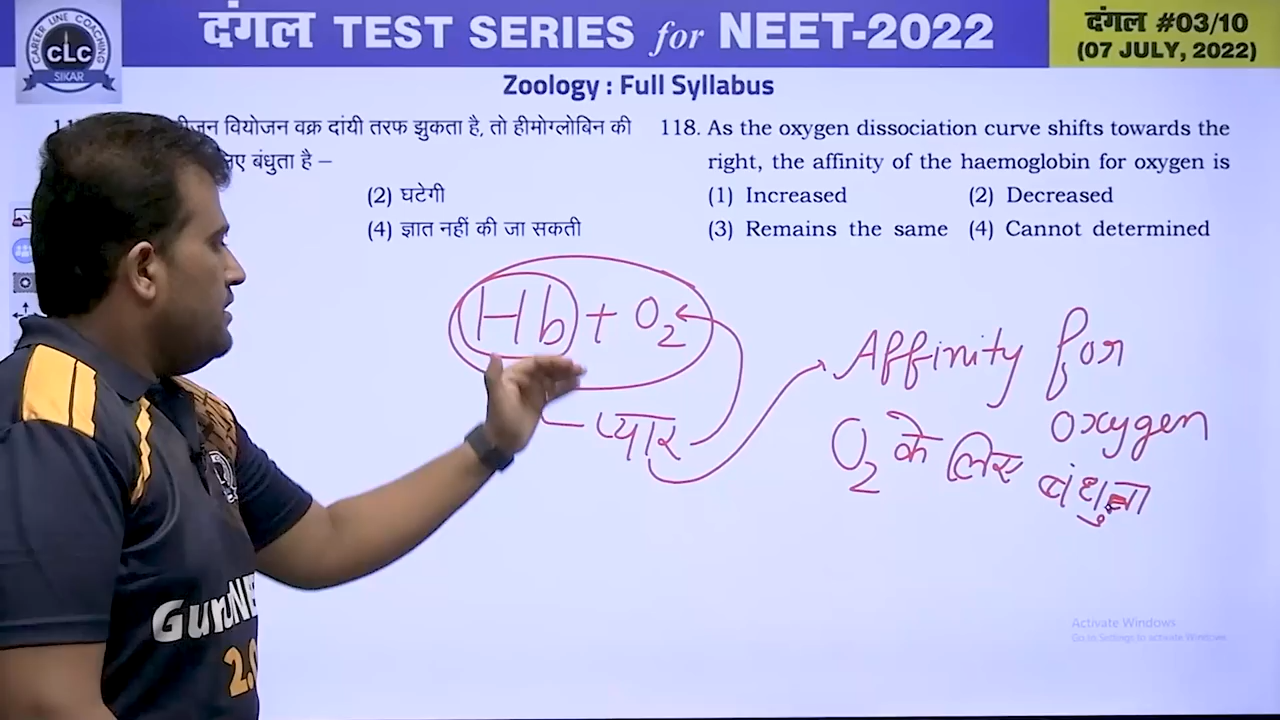 दंगल TEST SERIES for NEET-2022
दंगल #03/10
(07 JULY, 2022)
CAREER LINE COACHING
CLC
SIKAR
Zoology : Full Syllabus
वियोजन वक्र दांयी तरफ झुकता है, तो हीमोग्लोबिन की
लिए बंधुता है –
(2) घटेगी
(4) ज्ञात नहीं की जा सकती
118. As the oxygen dissociation curve shifts towards the
right, the affinity of the haemoglobin for oxygen is
(1) Increased (2) Decreased
(3) Remains the same (4) Cannot determined
Hb + O2
प्यार
Affinity for
oxygen
O2 के लिए बंधुता
2.0
Activate Windows
Go to Settings to activate Windows.